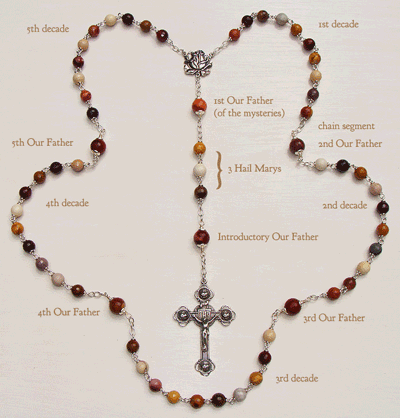 5th decade
1st decade
1st Our Father
(of the mysteries)
chain segment
5th Our Father
2nd Our Father
3 Hail Marys
4th decade
2nd decade
Introductory Our Father
4th Our Father
3rd Our Father
3rd decade